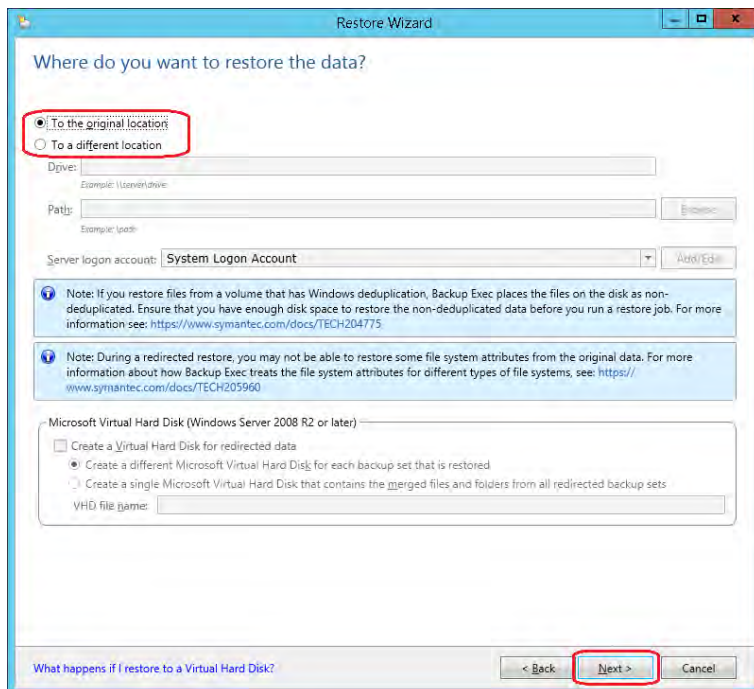 Restore Wizard
Where do you want to restore the data?
To the original location
To a different location
Drive:
Example: \\server\drive
Path:
Browse
Example: \path
Server logon account: System Logon Account
Add/Edit
Note: If you restore files from a volume that has Windows deduplication, Backup Exec places the files on the disk as non-
deduplicated. Ensure that you have enough disk space to restore the non-deduplicated data before you run a restore job. For more
information see: https://www.symantec.com/docs/TECH204775
Note: During a redirected restore, you may not be able to restore some file system attributes from the original data. For more
information about how Backup Exec treats the file system attributes for different types of file systems, see: https://
www.symantec.com/docs/TECH205960
Microsoft Virtual Hard Disk (Windows Server 2008 R2 or later)
Create a Virtual Hard Disk for redirected data
Create a different Microsoft Virtual Hard Disk for each backup set that is restored
Create a single Microsoft Virtual Hard Disk that contains the merged files and folders from all redirected backup sets
VHD file name:
What happens if I restore to a Virtual Hard Disk?
< Back
Next >
Cancel